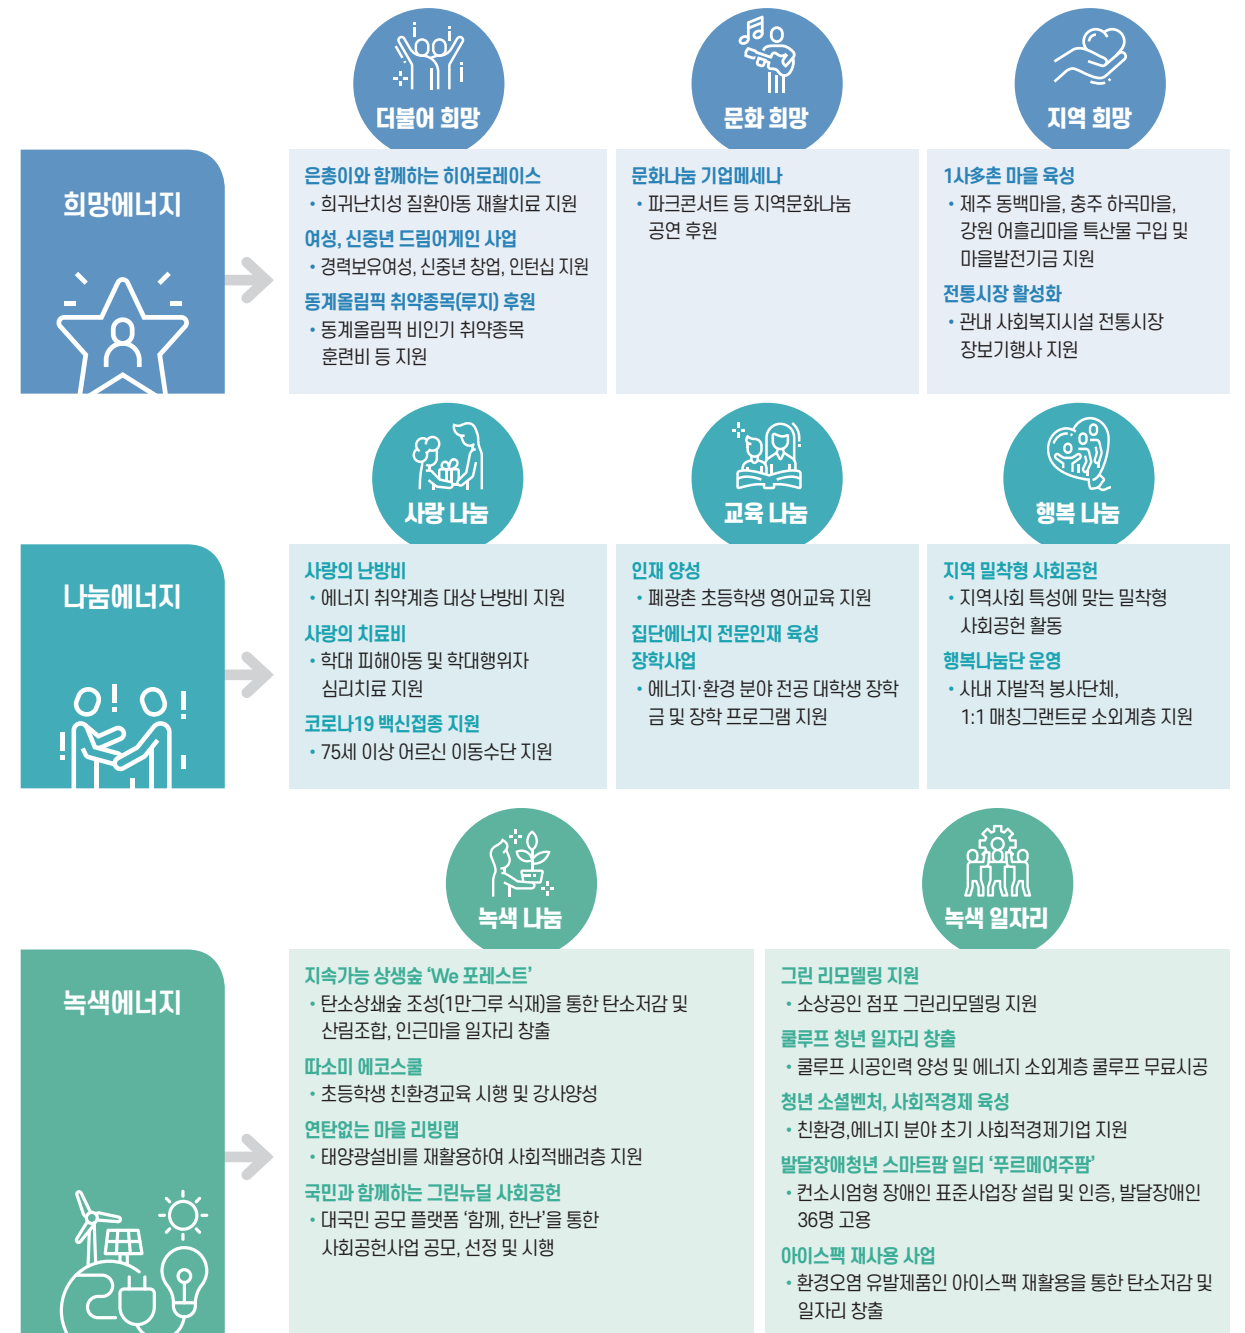 더불어 희망
문화 희망
지역 희망
희망에너지
은총이와 함께하는 히어로레이스
• 희귀난치성 질환아동 재활치료 지원
여성, 신중년 드림어게인 사업
• 경력보유여성, 신중년 창업, 인턴십 지원
동계올림픽 취약종목(루지) 후원
• 동계올림픽 비인기 취약종목
훈련비 등 지원
문화나눔 기업메세나
• 파크콘서트 등 지역문화나눔
공연 후원
1사多촌 마을 육성
• 제주 동백마을, 충주 하곡마을,
강원 어흘리마을 특산물 구입 및
마을발전기금 지원
전통시장 활성화
• 관내 사회복지시설 전통시장
장보기행사 지원
사랑 나눔
교육 나눔
행복 나눔
나눔에너지
사랑의 난방비
• 에너지 취약계층 대상 난방비 지원
사랑의 치료비
• 학대 피해아동 및 학대행위자
심리치료 지원
코로나19 백신접종 지원
• 75세 이상 어르신 이동수단 지원
인재 양성
• 폐광촌 초등학생 영어교육 지원
집단에너지 전문인재 육성
장학사업
• 에너지·환경 분야 전공 대학생 장학
금 및 장학 프로그램 지원
지역 밀착형 사회공헌
• 지역사회 특성에 맞는 밀착형
사회공헌 활동
행복나눔단 운영
• 사내 자발적 봉사단체,
1:1 매칭그랜트로 소외계층 지원
녹색 나눔
녹색 일자리
녹색에너지
지속가능 상생숲 ‘We 포레스트’
• 탄소상쇄숲 조성(1만그루 식재)을 통한 탄소저감 및
산림조합, 인근마을 일자리 창출
따소미 에코스쿨
• 초등학생 친환경교육 시행 및 강사양성
연탄없는 마을 리빙랩
• 태양광설비를 재활용하여 사회적배려층 지원
국민과 함께하는 그린뉴딜 사회공헌
• 대국민 공모 플랫폼 ‘함께, 한난’을 통한
사회공헌사업 공모, 선정 및 시행
그린 리모델링 지원
• 소상공인 점포 그린리모델링 지원
쿨루프 청년 일자리 창출
• 쿨루프 시공인력 양성 및 에너지 소외계층 쿨루프 무료시공
청년 소셜벤처, 사회적경제 육성
• 친환경,에너지 분야 초기 사회적경제기업 지원
발달장애청년 스마트팜 일터 ‘푸르메여주팜’
• 컨소시엄형 장애인 표준사업장 설립 및 인증, 발달장애인
36명 고용
아이스팩 재사용 사업
• 환경오염 유발제품인 아이스팩 재활용을 통한 탄소저감 및
일자리 창출